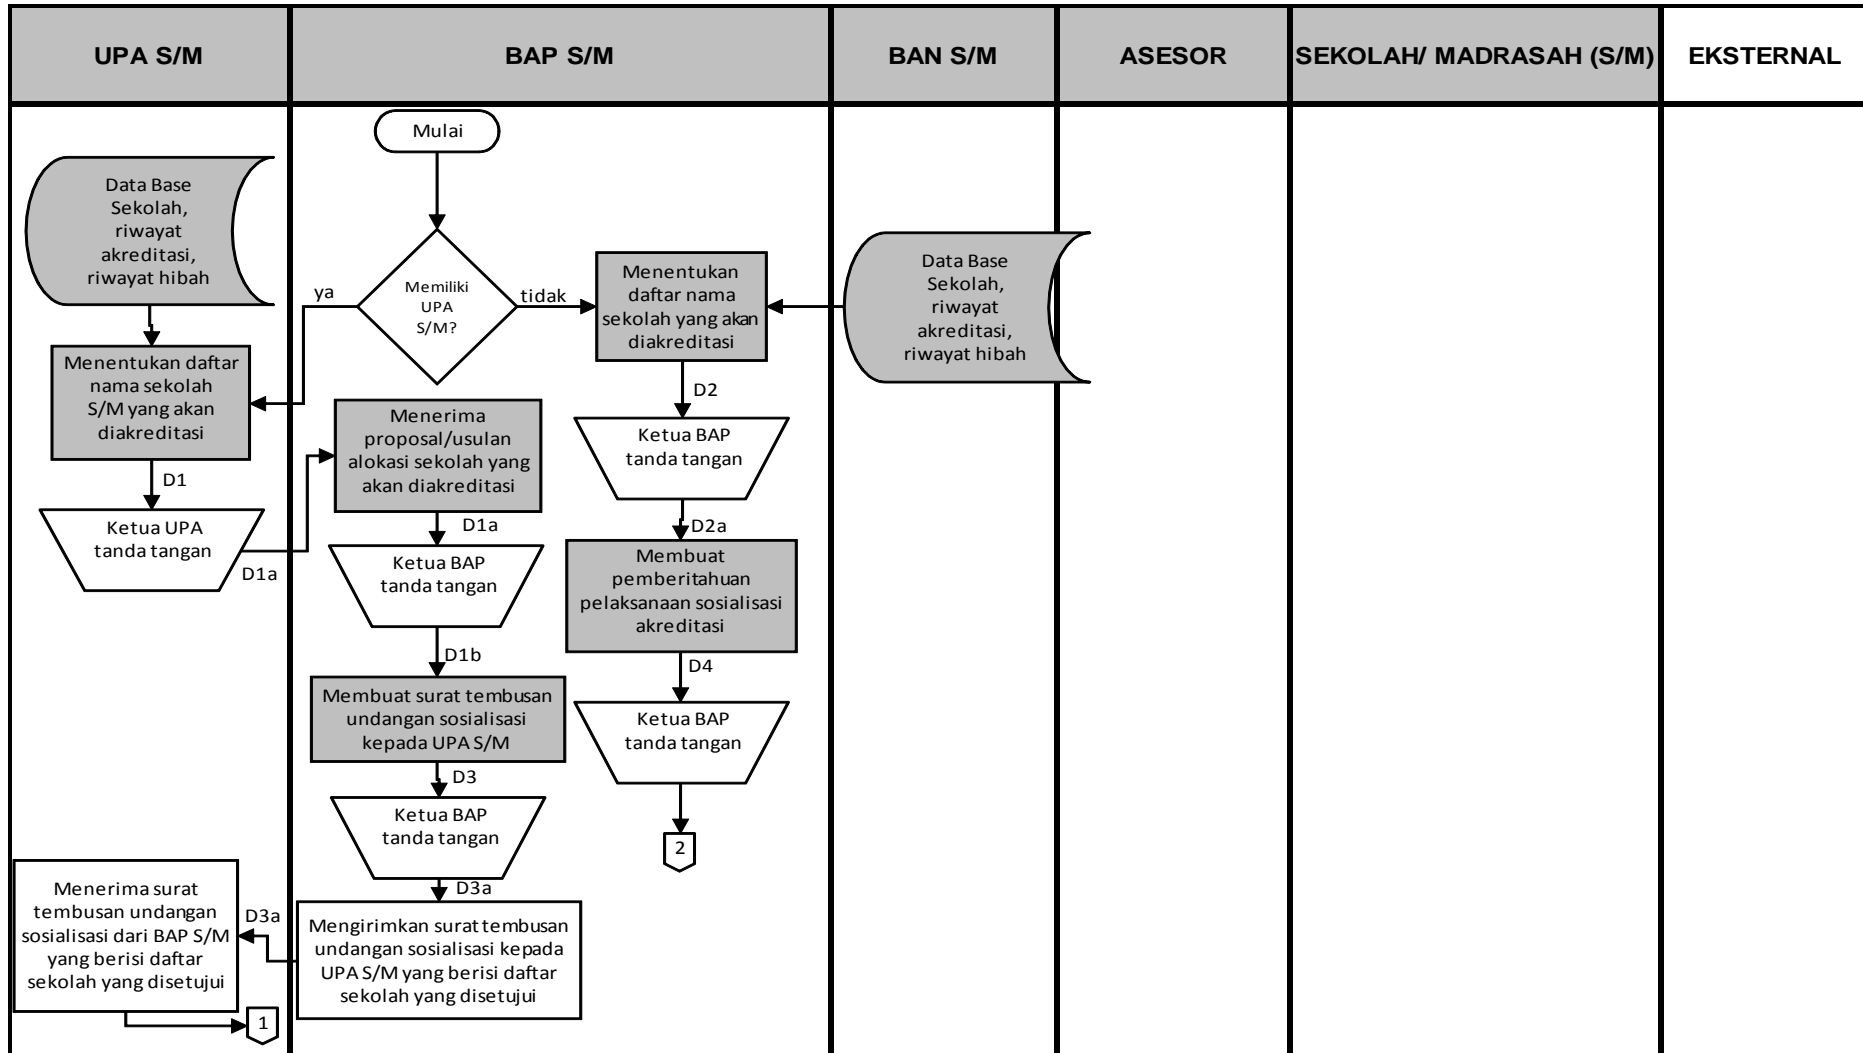 UPA S/M
BAP S/M
BAN S/M
ASESOR
SEKOLAH/ MADRASAH (S/M)
EKSTERNAL
Mulai
Data Base
Sekolah,
riwayat
akreditasi,
riwayat hibah
Memiliki
UPA
S/M?
ya
tidak
Menentukan
daftar nama
sekolah yang akan
diakreditasi
Data Base
Sekolah,
riwayat
akreditasi,
riwayat hibah
Menentukan daftar
nama sekolah
S/M yang akan
diakreditasi
D1
Ketua UPA
tanda tangan
D1a
Menerima
proposal/usulan
alokasi sekolah yang
akan diakreditasi
D1a
Ketua BAP
tanda tangan
D1b
Membuat surat tembusan
undangan sosialisasi
kepada UPA S/M
D3
Ketua BAP
tanda tangan
D3a
Mengirimkan surat tembusan
undangan sosialisasi kepada
UPA S/M yang berisi daftar
sekolah yang disetujui
D3a
Menerima surat
tembusan undangan
sosialisasi dari BAP S/M
yang berisi daftar
sekolah yang disetujui
1
D2
Ketua BAP
tanda tangan
D2a
Membuat
pemberitahuan
pelaksanaan sosialisasi
akreditasi
D4
Ketua BAP
tanda tangan
2